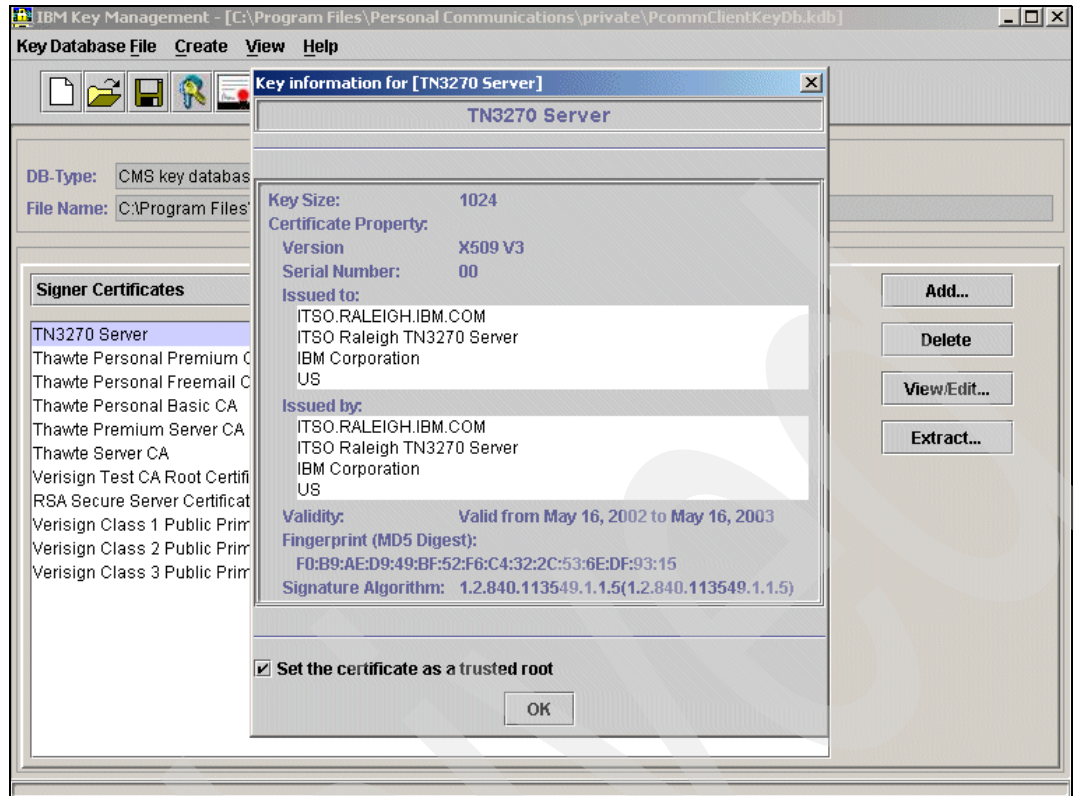 IBM Key Management - [C:\Program Files\Personal Communications\private\PcommClientKeyDb.kdb]
Key Database File Create View Help
Key information for [TN3270 Server]
TN3270 Server
DB-Type: CMS key databas
File Name: C:\Program Files
Key Size: 1024
Certificate Property:
Version X509 V3
Serial Number: 00
Issued to:
ITSO.RALEIGH.IBM.COM
ITSO Raleigh TN3270 Server
IBM Corporation
US
Issued by:
ITSO.RALEIGH.IBM.COM
ITSO Raleigh TN3270 Server
IBM Corporation
US
Validity: Valid from May 16, 2002 to May 16, 2003
Fingerprint (MD5 Digest):
F0:B9:AE:D9:49:BF:52:F6:C4:32:2C:53:6E:DF:93:15
Signature Algorithm: 1.2.840.113549.1.1.5(1.2.840.113549.1.1.5)
Set the certificate as a trusted root
OK
Signer Certificates
TN3270 Server
Thawte Personal Premium C
Thawte Personal Freemail C
Thawte Personal Basic CA
Thawte Premium Server CA
Thawte Server CA
Verisign Test CA Root Certifi
RSA Secure Server Certificat
Verisign Class 1 Public Prim
Verisign Class 2 Public Prim
Verisign Class 3 Public Prim
Add...
Delete
View/Edit...
Extract...